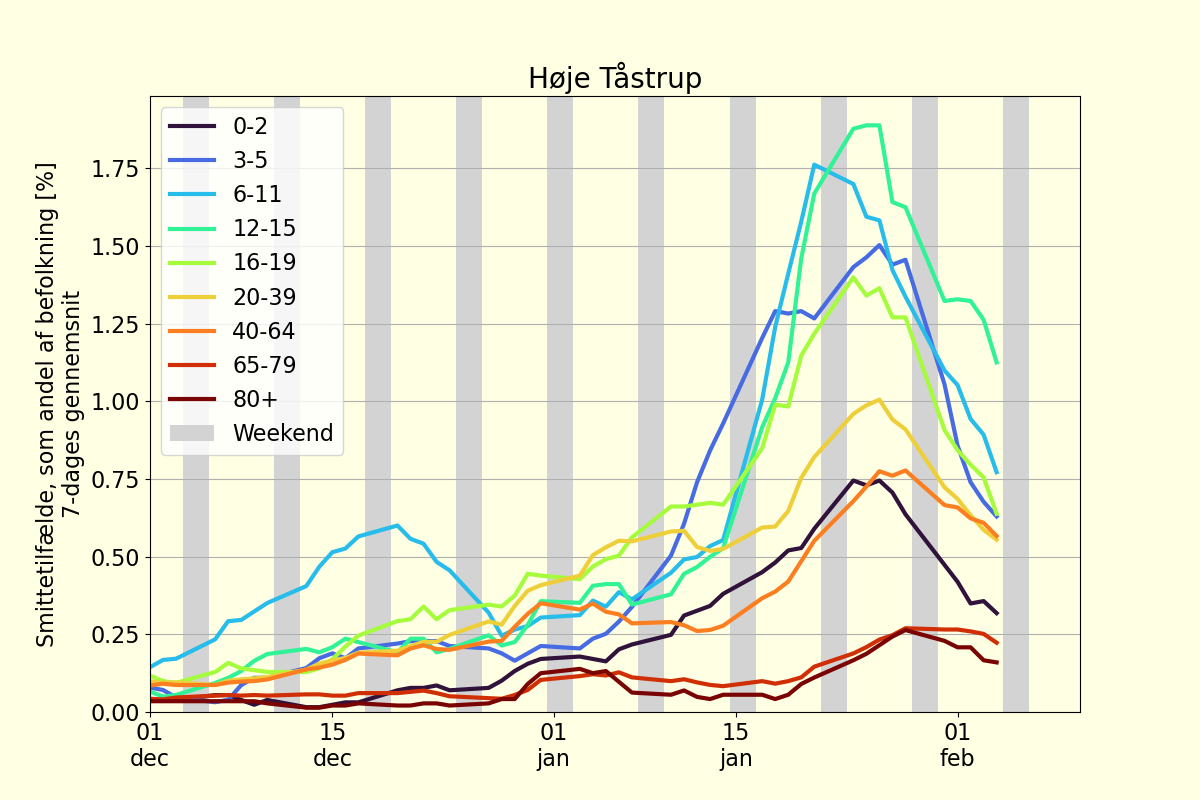 Høje Tåstrup
Smittetilfælde, som andel af befolkning [%]
7-dages gennemsnit
1.75
1.50
1.25
1.00
0.75
0.50
0.25
0.00
0-2
3-5
6-11
12-15
16-19
20-39
40-64
65-79
80+
Weekend
01
dec
15
dec
01
jan
15
jan
01
feb